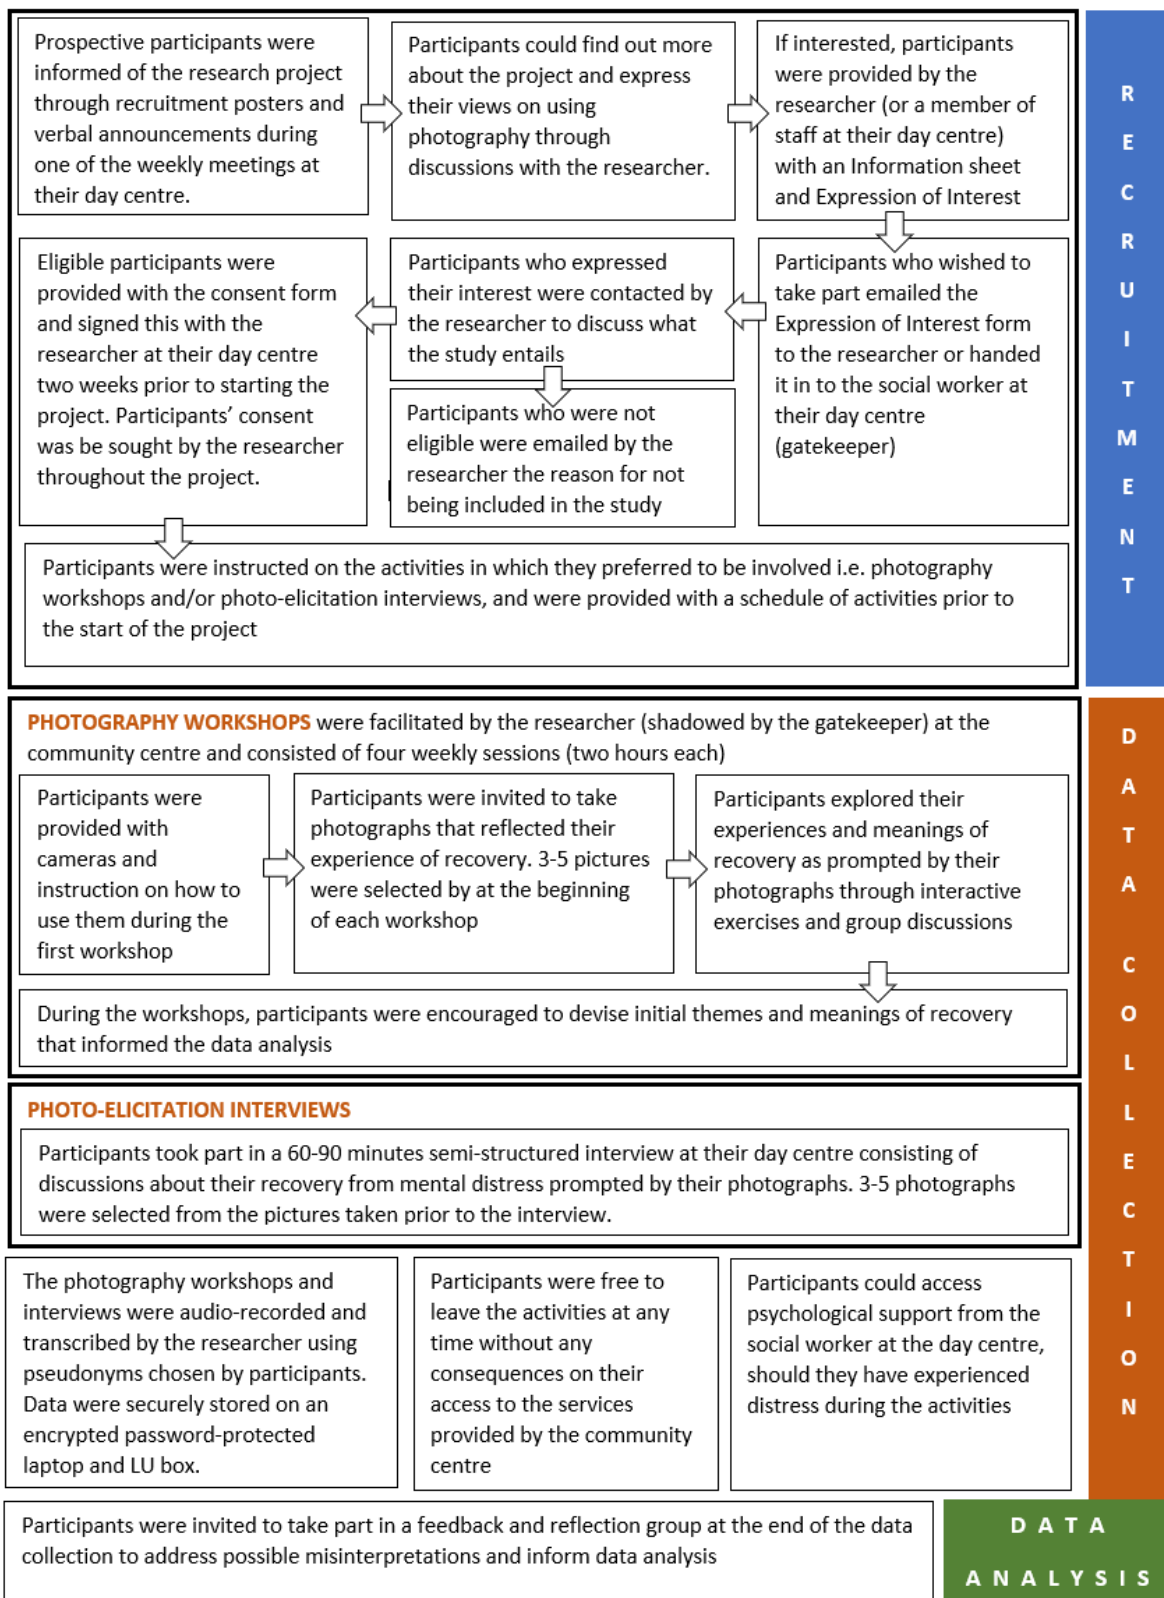 Prospective participants were
informed of the research project
through recruitment posters and
verbal announcements during
one of the weekly meetings at
their day centre.
Participants could find out more
about the project and express
their views on using
photography through
discussions with the researcher.
If interested, participants
were provided by the
researcher (or a member of
staff at their day centre)
with an Information sheet
and Expression of Interest
Participants who wished to
take part emailed the
Expression of Interest form
to the researcher or handed
it in to the social worker at
their day centre
(gatekeeper)
Participants who expressed
their interest were contacted by
the researcher to discuss what
the study entails
Participants who were not
eligible were emailed by the
researcher the reason for not
being included in the study
Eligible participants were
provided with the consent form
and signed this with the
researcher at their day centre
two weeks prior to starting the
project. Participants’ consent
was be sought by the researcher
throughout the project.
Participants were instructed on the activities in which they preferred to be involved i.e. photography
workshops and/or photo-elicitation interviews, and were provided with a schedule of activities prior to
the start of the project
RECRUITMENT
PHOTOGRAPHY WORKSHOPS were facilitated by the researcher (shadowed by the gatekeeper) at the
community centre and consisted of four weekly sessions (two hours each)
Participants were
provided with
cameras and
instruction on how to
use them during the
first workshop
Participants were invited to take
photographs that reflected their
experience of recovery. 3-5 pictures
were selected by at the beginning
of each workshop
Participants explored their
experiences and meanings of
recovery as prompted by their
photographs through interactive
exercises and group discussions
During the workshops, participants were encouraged to devise initial themes and meanings of recovery
that informed the data analysis
PHOTO-ELICITATION INTERVIEWS
Participants took part in a 60-90 minutes semi-structured interview at their day centre consisting of
discussions about their recovery from mental distress prompted by their photographs. 3-5 photographs
were selected from the pictures taken prior to the interview.
The photography workshops and
interviews were audio-recorded and
transcribed by the researcher using
pseudonyms chosen by participants.
Data were securely stored on an
encrypted password-protected
laptop and LU box.
Participants were free to
leave the activities at any
time without any
consequences on their
access to the services
provided by the community
centre
Participants could access
psychological support from the
social worker at the day centre,
should they have experienced
distress during the activities
DATA COLLECTION
Participants were invited to take part in a feedback and reflection group at the end of the data
collection to address possible misinterpretations and inform data analysis
DATA
ANALYSIS